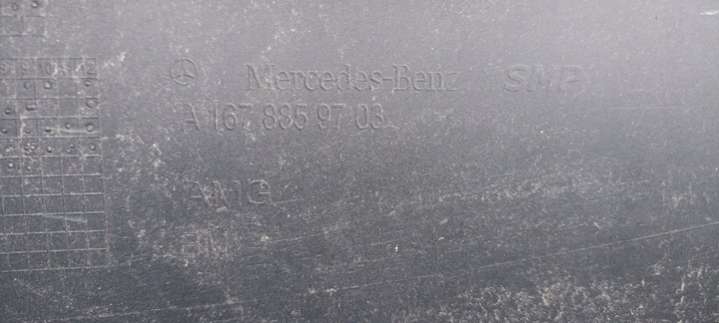 Mercedes-Benz SMP
A 167 885 97 03
AMG